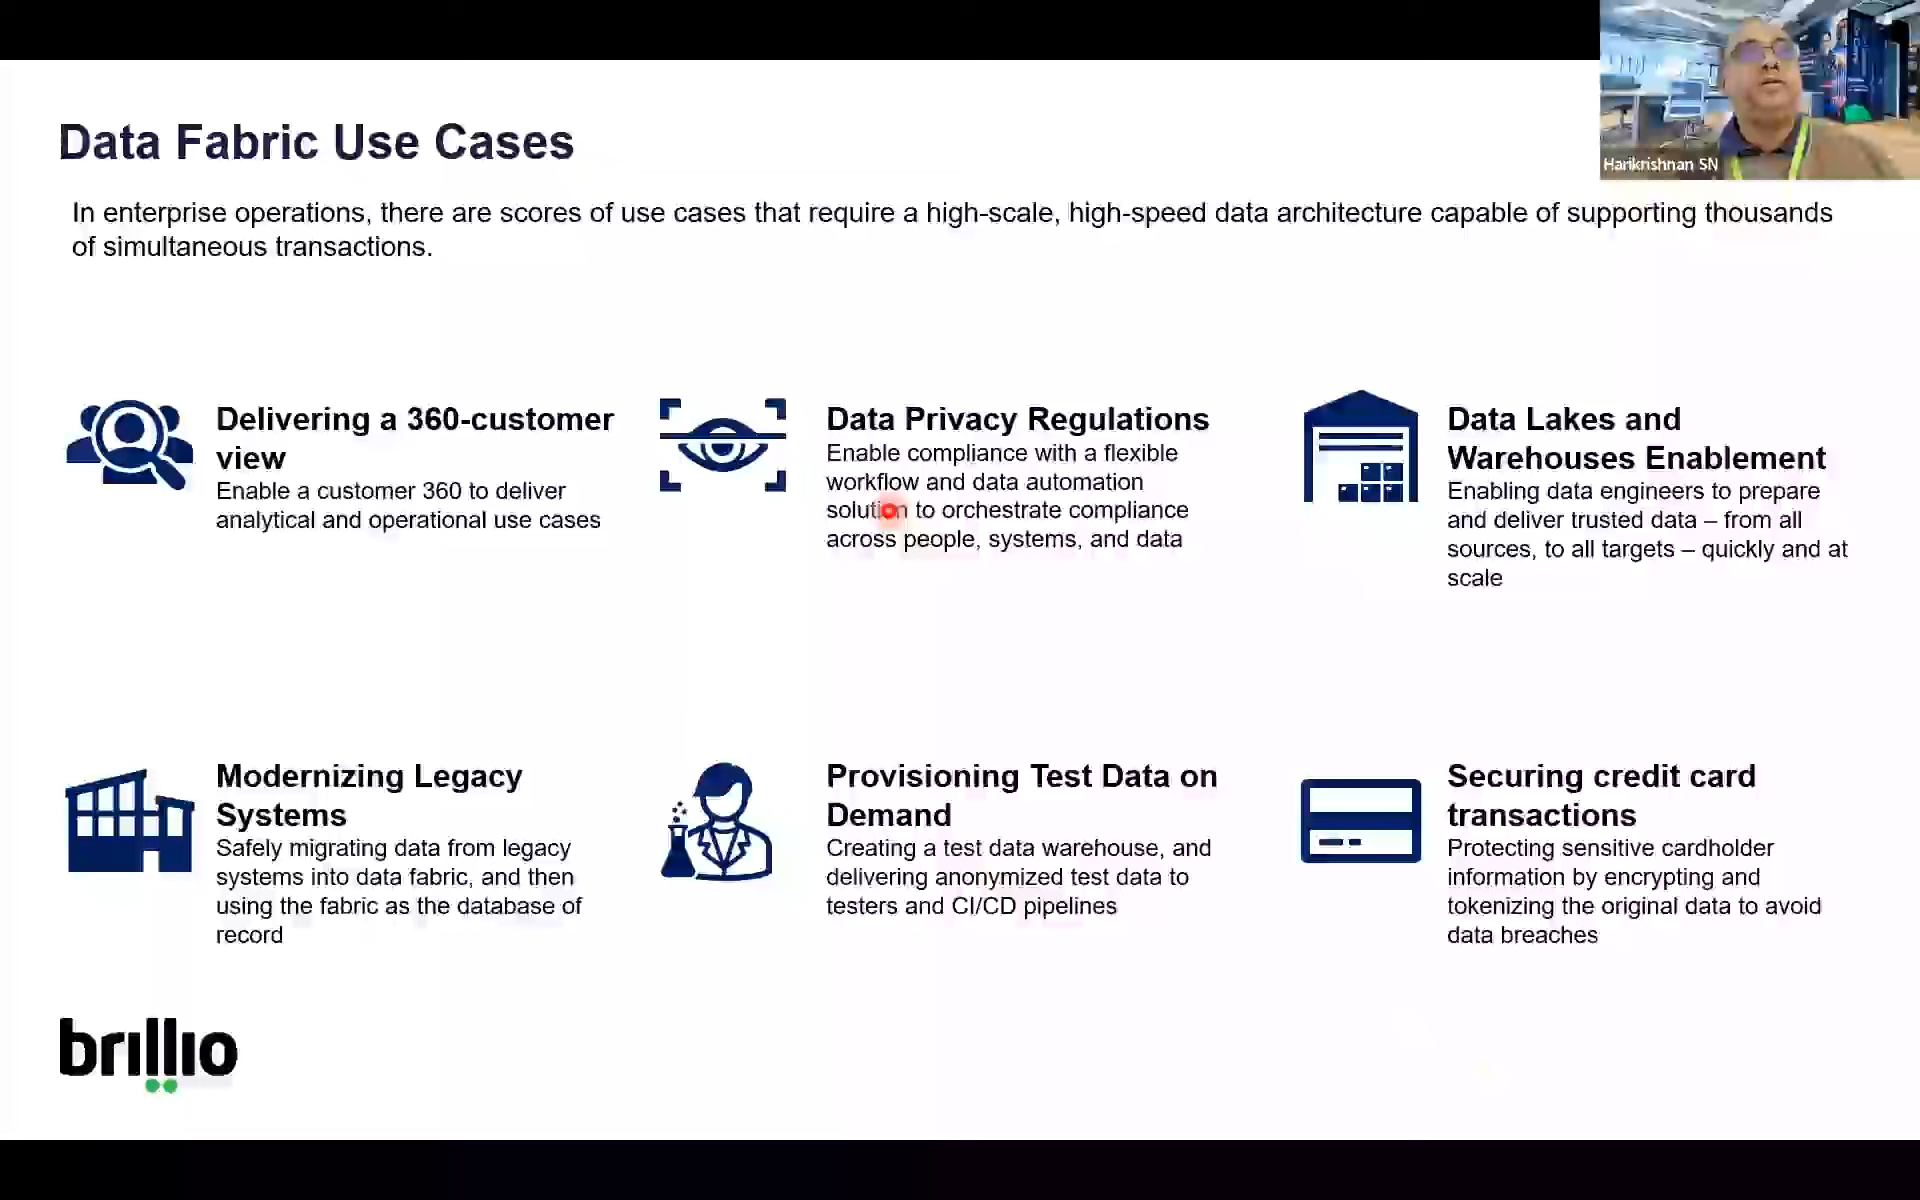 Harikrishnan SN
Data Fabric Use Cases
In enterprise operations, there are scores of use cases that require a high-scale, high-speed data architecture capable of supporting thousands
of simultaneous transactions.
Delivering a 360-customer
view
Enable a customer 360 to deliver
analytical and operational use cases
Data Privacy Regulations
Enable compliance with a flexible
workflow and data automation
solution to orchestrate compliance
across people, systems, and data
Data Lakes and
Warehouses Enablement
Enabling data engineers to prepare
and deliver trusted data – from all
sources, to all targets – quickly and at
scale
Modernizing Legacy
Systems
Safely migrating data from legacy
systems into data fabric, and then
using the fabric as the database of
record
Provisioning Test Data on
Demand
Creating a test data warehouse, and
delivering anonymized test data to
testers and CI/CD pipelines
Securing credit card
transactions
Protecting sensitive cardholder
information by encrypting and
tokenizing the original data to avoid
data breaches
brillio